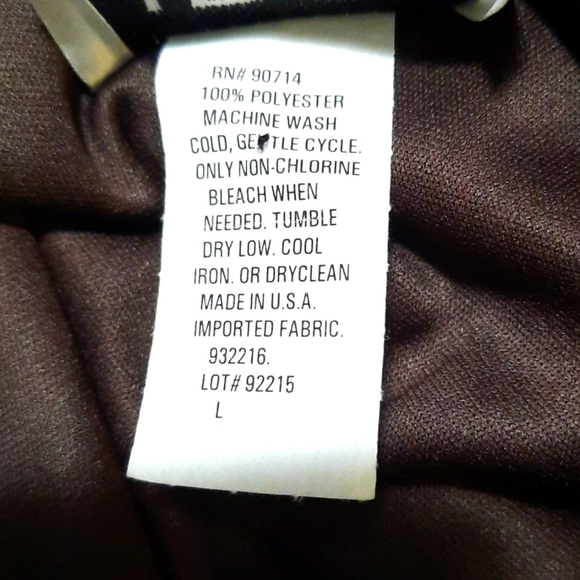 RN# 90714
100% POLYESTER
MACHINE WASH
COLD, GENTLE CYCLE.
ONLY NON-CHLORINE
BLEACH WHEN
NEEDED. TUMBLE
DRY LOW. COOL
IRON. OR DRYCLEAN
MADE IN U.S.A.
IMPORTED FABRIC.
932216.
LOT# 92215
L